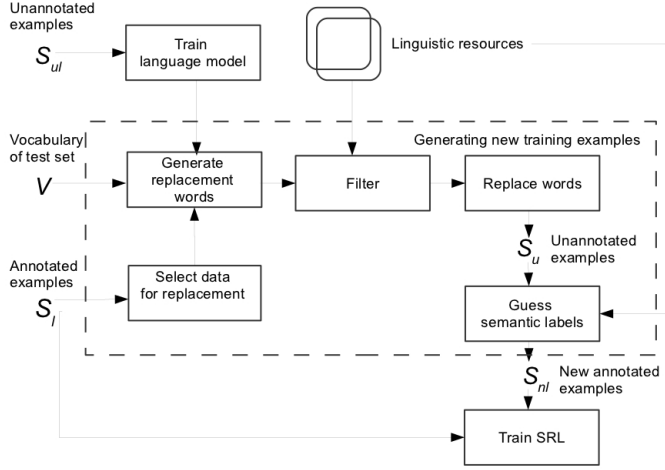 Unannotated
examples
S_ul
Train
language model
Linguistic resources
Vocabulary
of test set
V
Generating new training examples
Generate
replacement
words
Filter
Replace words
S_u
Unannotated
examples
Annotated
examples
S_l
Select data
for replacement
Guess
semantic labels
S_nl
New annotated
examples
Train SRL